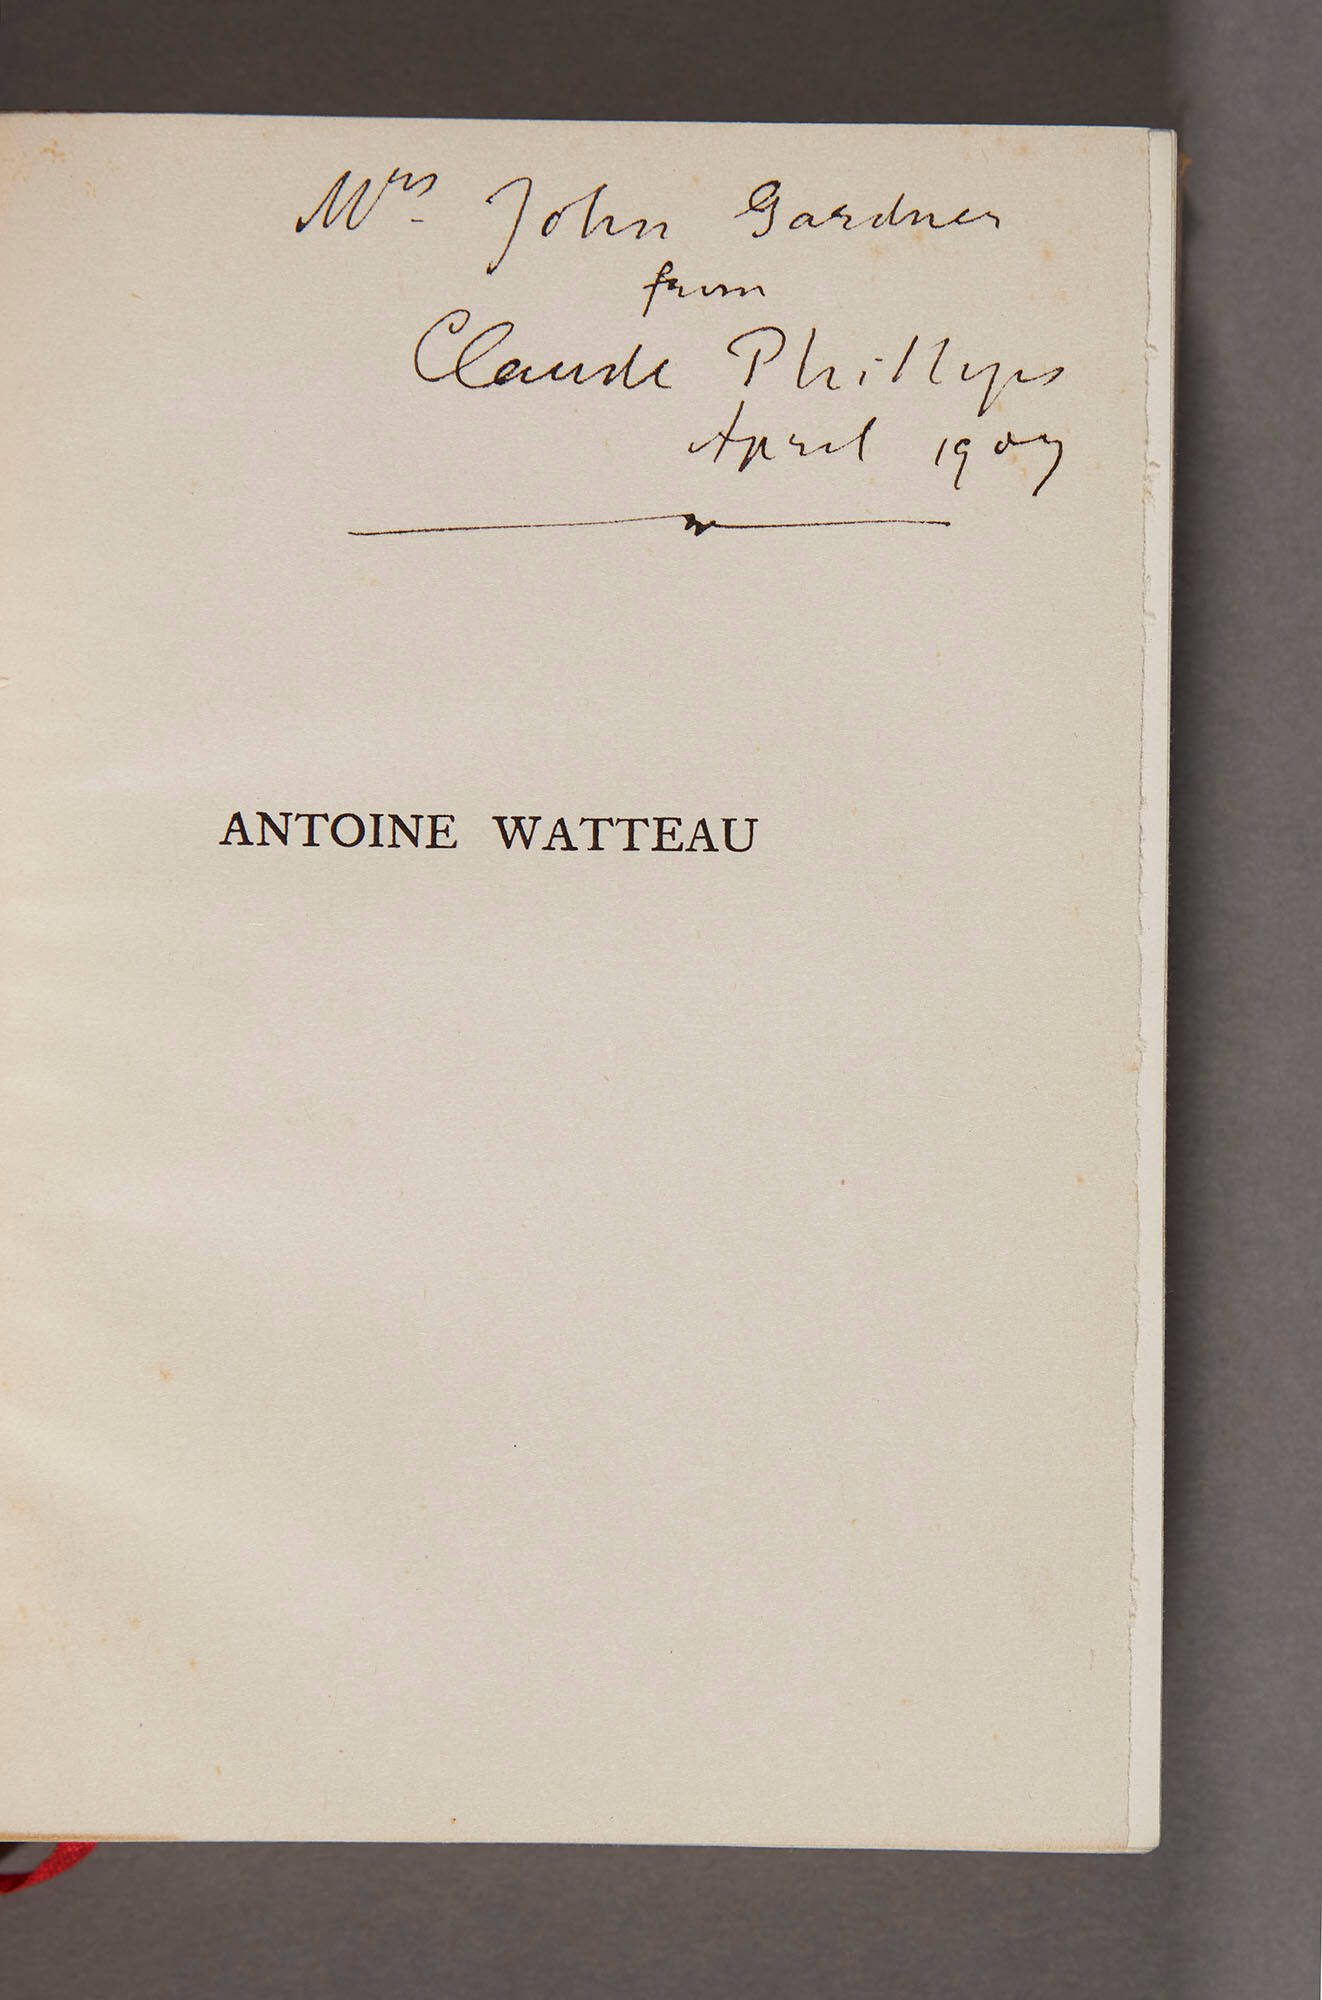 Mrs. John Gardner
from
Claude Phillips
April 1907
ANTOINE WATTEAU